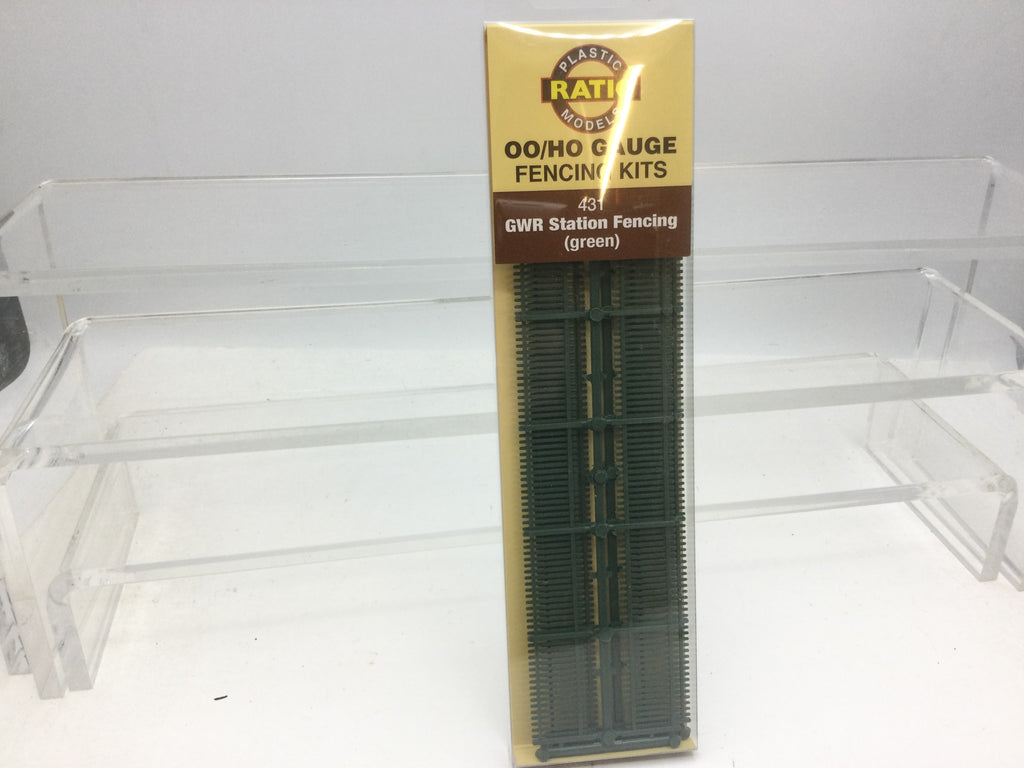 PLASTIC
RATIO
MODELS
OO/HO GAUGE
FENCING KITS
431
GWR Station Fencing
(green)